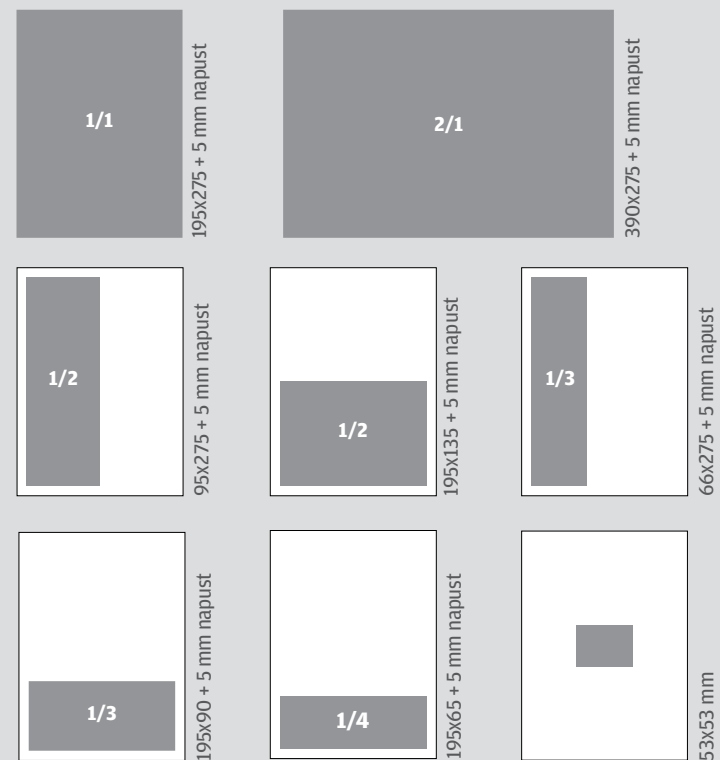 1/1
195x275 + 5 mm napust
2/1
390x275 + 5 mm napust
1/2
95x275 + 5 mm napust
1/2
195x135 + 5 mm napust
1/3
66x275 + 5 mm napust
1/3
195x90 + 5 mm napust
1/4
195x65 + 5 mm napust
53x53 mm